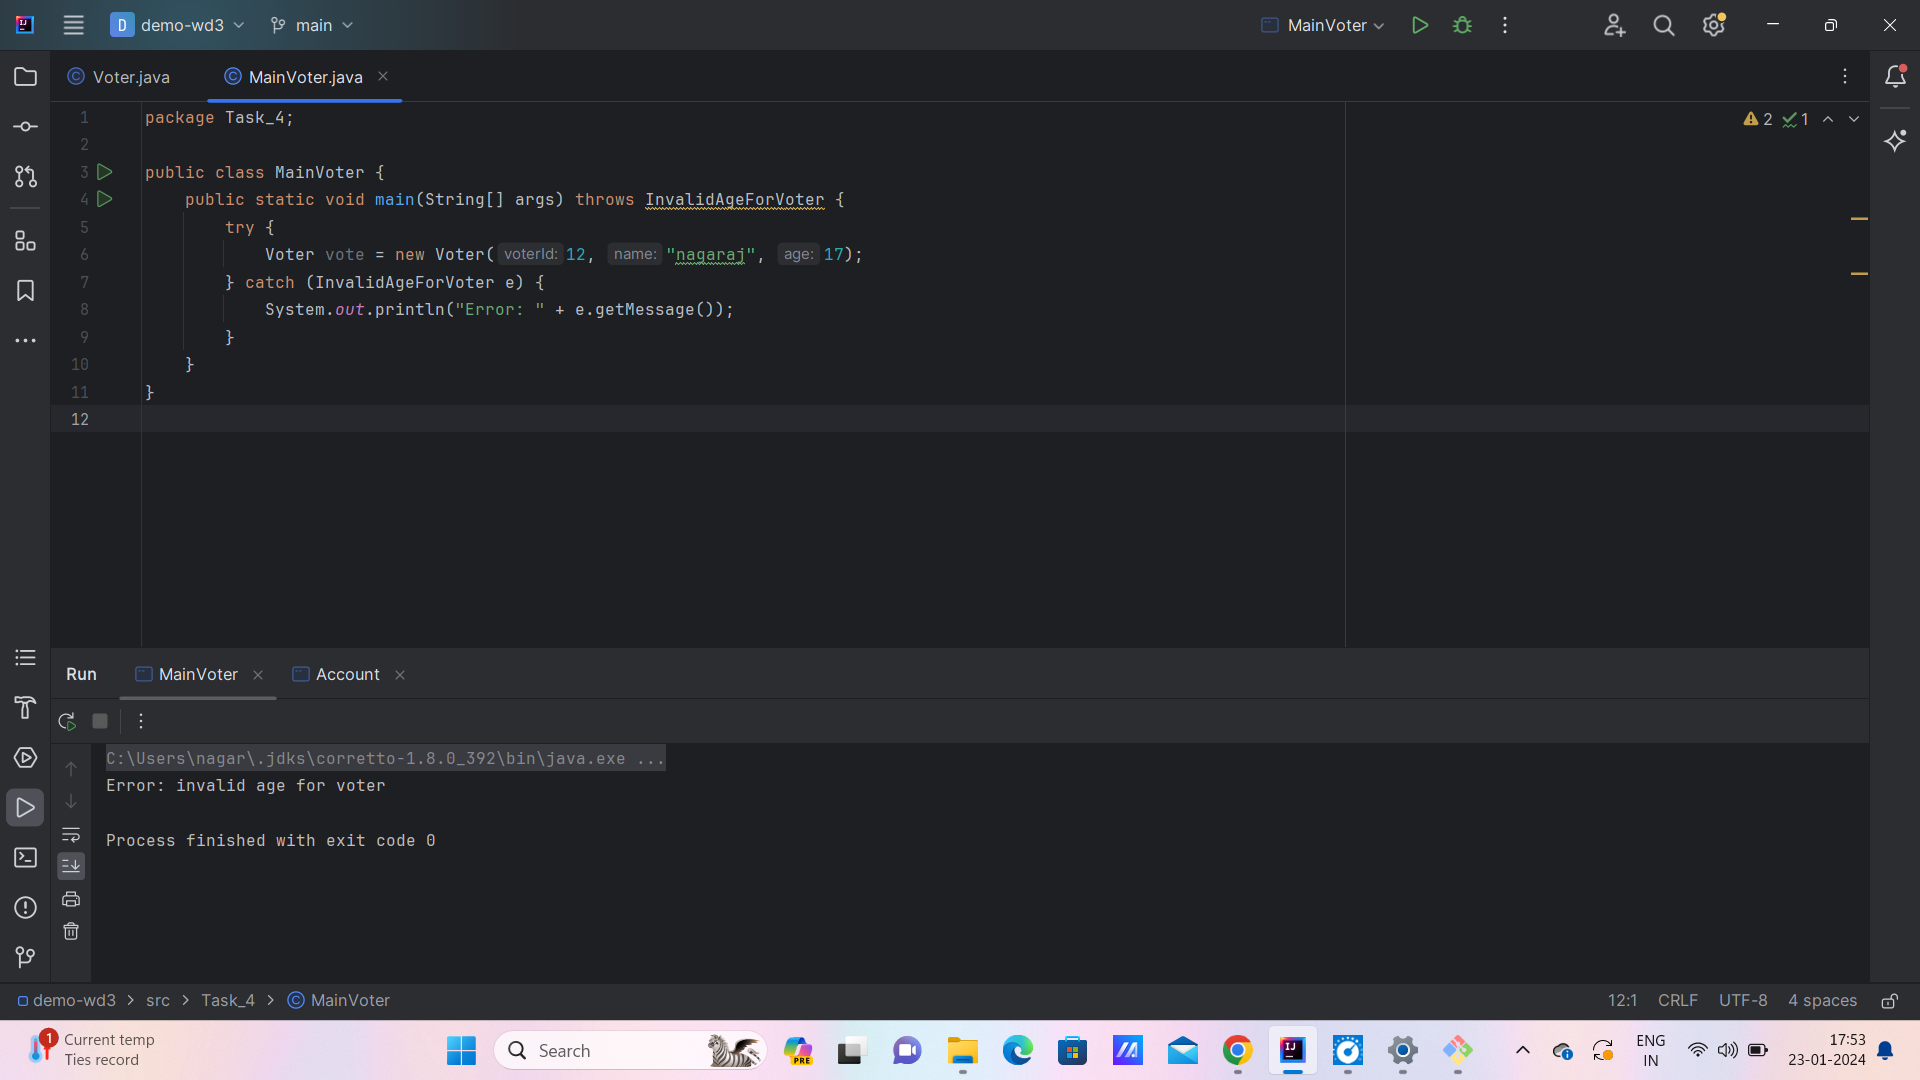 D demo-wd3 main MainVoter
Voter.java MainVoter.java
2 1
1 package Task_4;
2
3 public class MainVoter {
4 public static void main(String[] args) throws InvalidAgeForVoter {
5 try {
6 Voter vote = new Voter( voterId: 12, name: "nagaraj", age: 17);
7 } catch (InvalidAgeForVoter e) {
8 System.out.println("Error: " + e.getMessage());
9 }
10 }
11 }
12
Run MainVoter Account
C:\Users\nagar\.jdks\corretto-1.8.0_392\bin\java.exe ...
Error: invalid age for voter
Process finished with exit code 0
demo-wd3 > src > Task_4 > MainVoter 12:1 CRLF UTF-8 4 spaces
1 Current temp
Ties record
Search
PRE
ENG
IN
17:53
23-01-2024